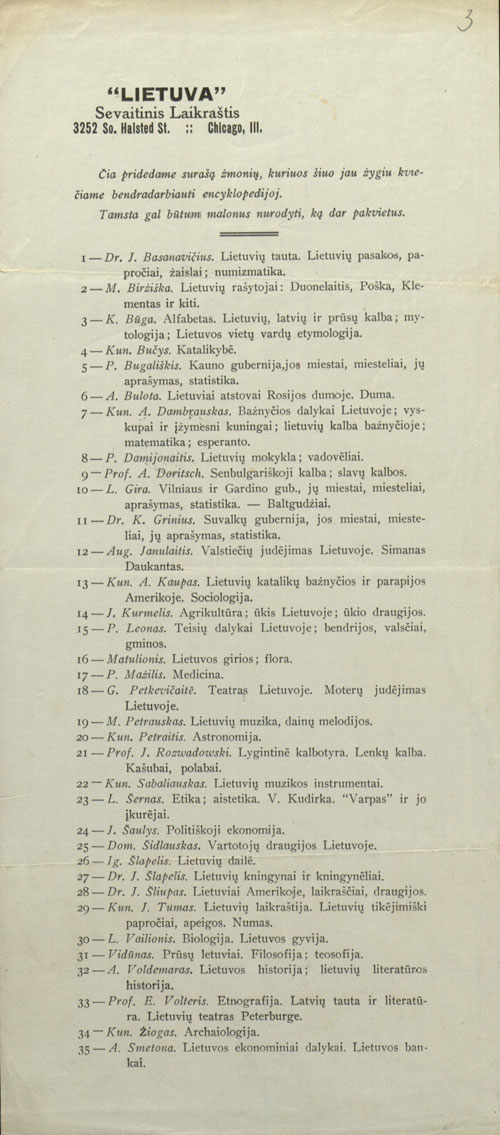 3
“LIETUVA”
Sevaitinis Laikraštis
3252 So. Halsted St. :: Chicago, Ill.
Čia pridedame surašą žmonių, kuriuos šiuo jau žygiu kvie-
čiame bendradarbiauti encyklopedijoj.
Tamsta gal būtum malonus nurodyti, ką dar pakvietus.
1 — Dr. J. Basanavičius. Lietuvių tauta. Lietuvių pasakos, pa-
pročiai, žaislai; numizmatika.
2 — M. Biržiška. Lietuvių rašytojai: Duonelaitis, Poška, Kle-
mentas ir kiti.
3 — K. Būga. Alfabetas. Lietuvių, latvių ir prūsų kalba; my-
tologija; Lietuvos vietų vardų etymologija.
4 — Kun. Bučys. Katalikybė.
5 — P. Bugailiškis. Kauno gubernija,jos miestai, miesteliai, jų
aprašymas, statistika.
6 — A. Bulota. Lietuviai atstovai Rosijos dumoje. Duma.
7 — Kun. A. Dambrauskas. Bažnyčios dalykai Lietuvoje; vys-
kupai ir įžymesni kuningai; lietuvių kalba bažnyčioje;
matematika; esperanto.
8 — P. Damijonaitis. Lietuvių mokykla; vadovėliai.
9 — Prof. A. Doritsch. Senbulgariškoji kalba; slavų kalbos.
10 — L. Gira. Vilniaus ir Gardino gub., jų miestai, miesteliai,
aprašymas, statistika. — Baltgudžiai.
11 — Dr. K. Grinius. Suvalkų gubernija, jos miestai, mieste-
liai, jų aprašymas, statistika.
12 — Aug. Janulaitis. Valstiečių judėjimas Lietuvoje. Simanas
Daukantas.
13 — Kun. A. Kaupas. Lietuvių katalikų bažnyčios ir parapijos
Amerikoje. Sociologija.
14 — J. Kurmelis. Agrikultūra; ūkis Lietuvoje; ūkio draugijos.
15 — P. Leonas. Teisių dalykai Lietuvoje; bendrijos, valsčiai,
gminos.
16 — Matulionis. Lietuvos girios; flora.
17 — P. Mažilis. Medicina.
18 — G. Petkevičaitė. Teatras Lietuvoje. Moterų judėjimas
Lietuvoje.
19 — M. Petrauskas. Lietuvių muzika, dainų melodijos.
20 — Kun. Petraitis. Astronomija.
21 — Prof. J. Rozwadowski. Lygintinė kalbotyra. Lenkų kalba.
Kašubai, polabai.
22 — Kun. Sabaliauskas. Lietuvių muzikos instrumentai.
23 — L. Šernas. Etika; aistetika. V. Kudirka. “Varpas” ir jo
įkurėjai.
24 — J. Šaulys. Politiškoji ekonomija.
25 — Dom. Šidlauskas. Vartotojų draugijos Lietuvoje.
26 — Ig. Šlapelis. Lietuvių dailė.
27 — Dr. J. Šlapelis. Lietuvių kningynai ir kningynėliai.
28 — Dr. J. Šliupas. Lietuviai Amerikoje, laikraščiai, draugijos.
29 — Kun. J. Tumas. Lietuvių laikraštija. Lietuvių tikėjimiški
papročiai, apeigos. Numas.
30 — L. Vailionis. Biologija. Lietuvos gyvija.
31 — Vidūnas. Prūsų letuviai. Filosofija; teosofija.
32 — A. Voldemaras. Lietuvos historija; lietuvių literatūros
historija.
33 — Prof. E. Volteris. Etnografija. Latvių tauta ir literatū-
ra. Lietuvių teatras Peterburge.
34 — Kun. Žiogas. Archaiologija.
35 — A. Smetona. Lietuvos ekonominiai dalykai. Lietuvos ban-
kai.